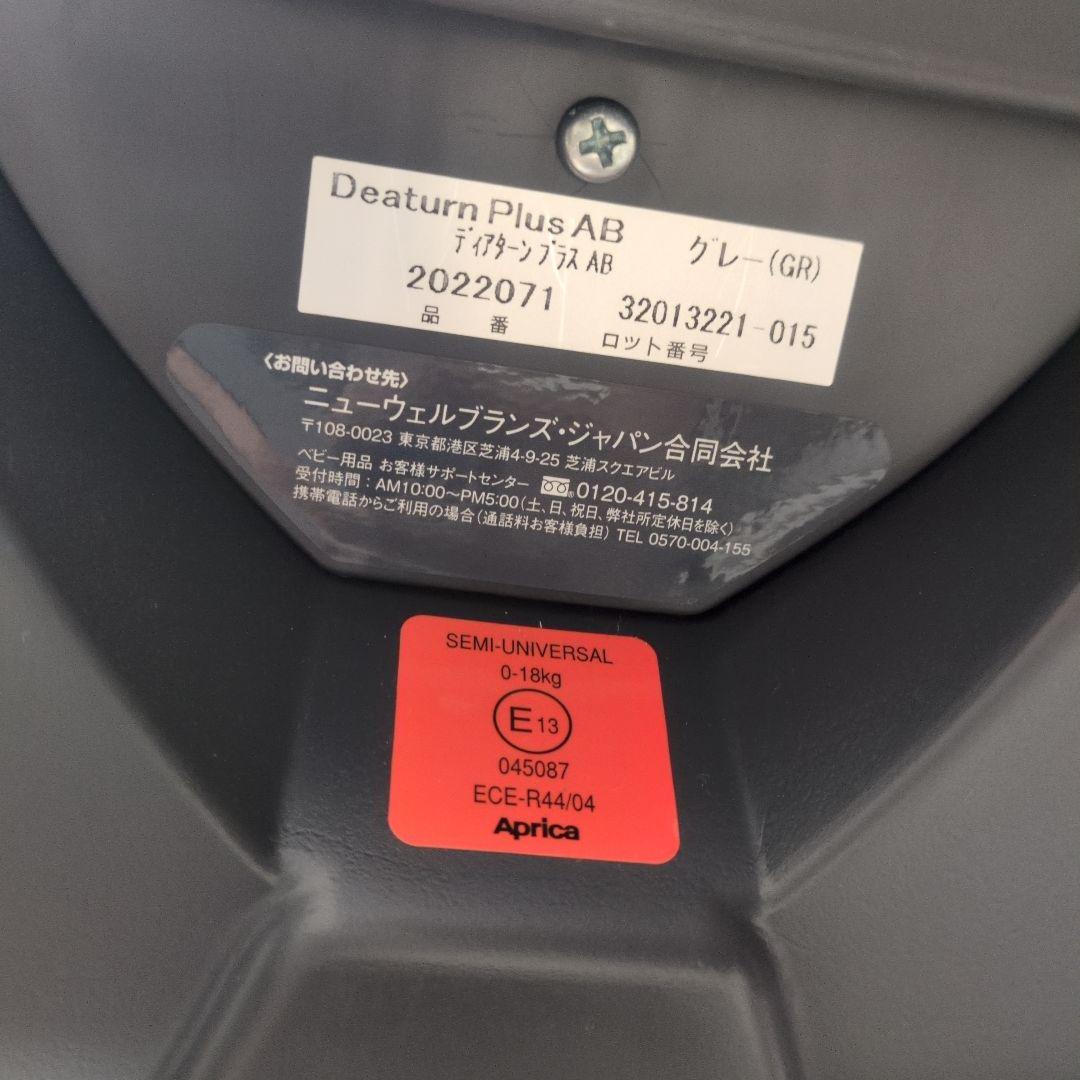 Deaturn Plus AB グレー(GR)
ディアターンプラス AB
2022071 32013221-015
品 番 ロット番号
〈お問い合わせ先〉
ニューウェルブランズ・ジャパン合同会社
〒108-0023 東京都港区芝浦4-9-25 芝浦スクエアビル
ベビー用品 お客様サポートセンター 0120-415-814
受付時間：AM10:00〜PM5:00(土、日、祝日、弊社所定休日を除く)
携帯電話からご利用の場合(通話料お客様負担) TEL 0570-004-155
SEMI-UNIVERSAL
0-18kg
E 13
045087
ECE-R44/04
Aprica